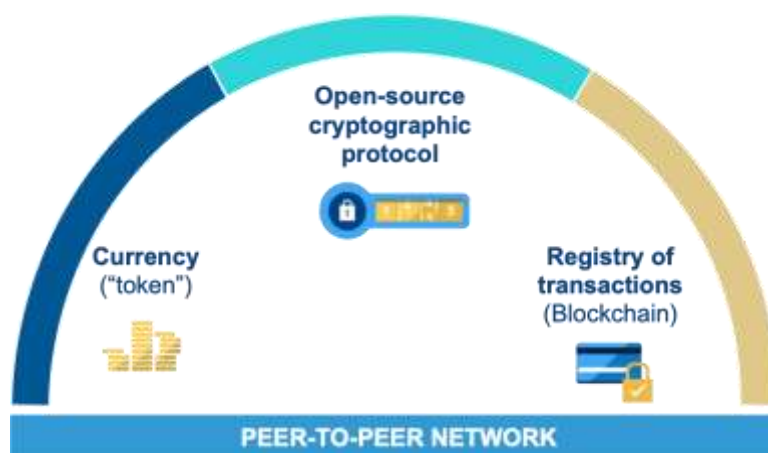 Open-source
cryptographic
protocol
Currency
("token")
Registry of
transactions
(Blockchain)
PEER-TO-PEER NETWORK